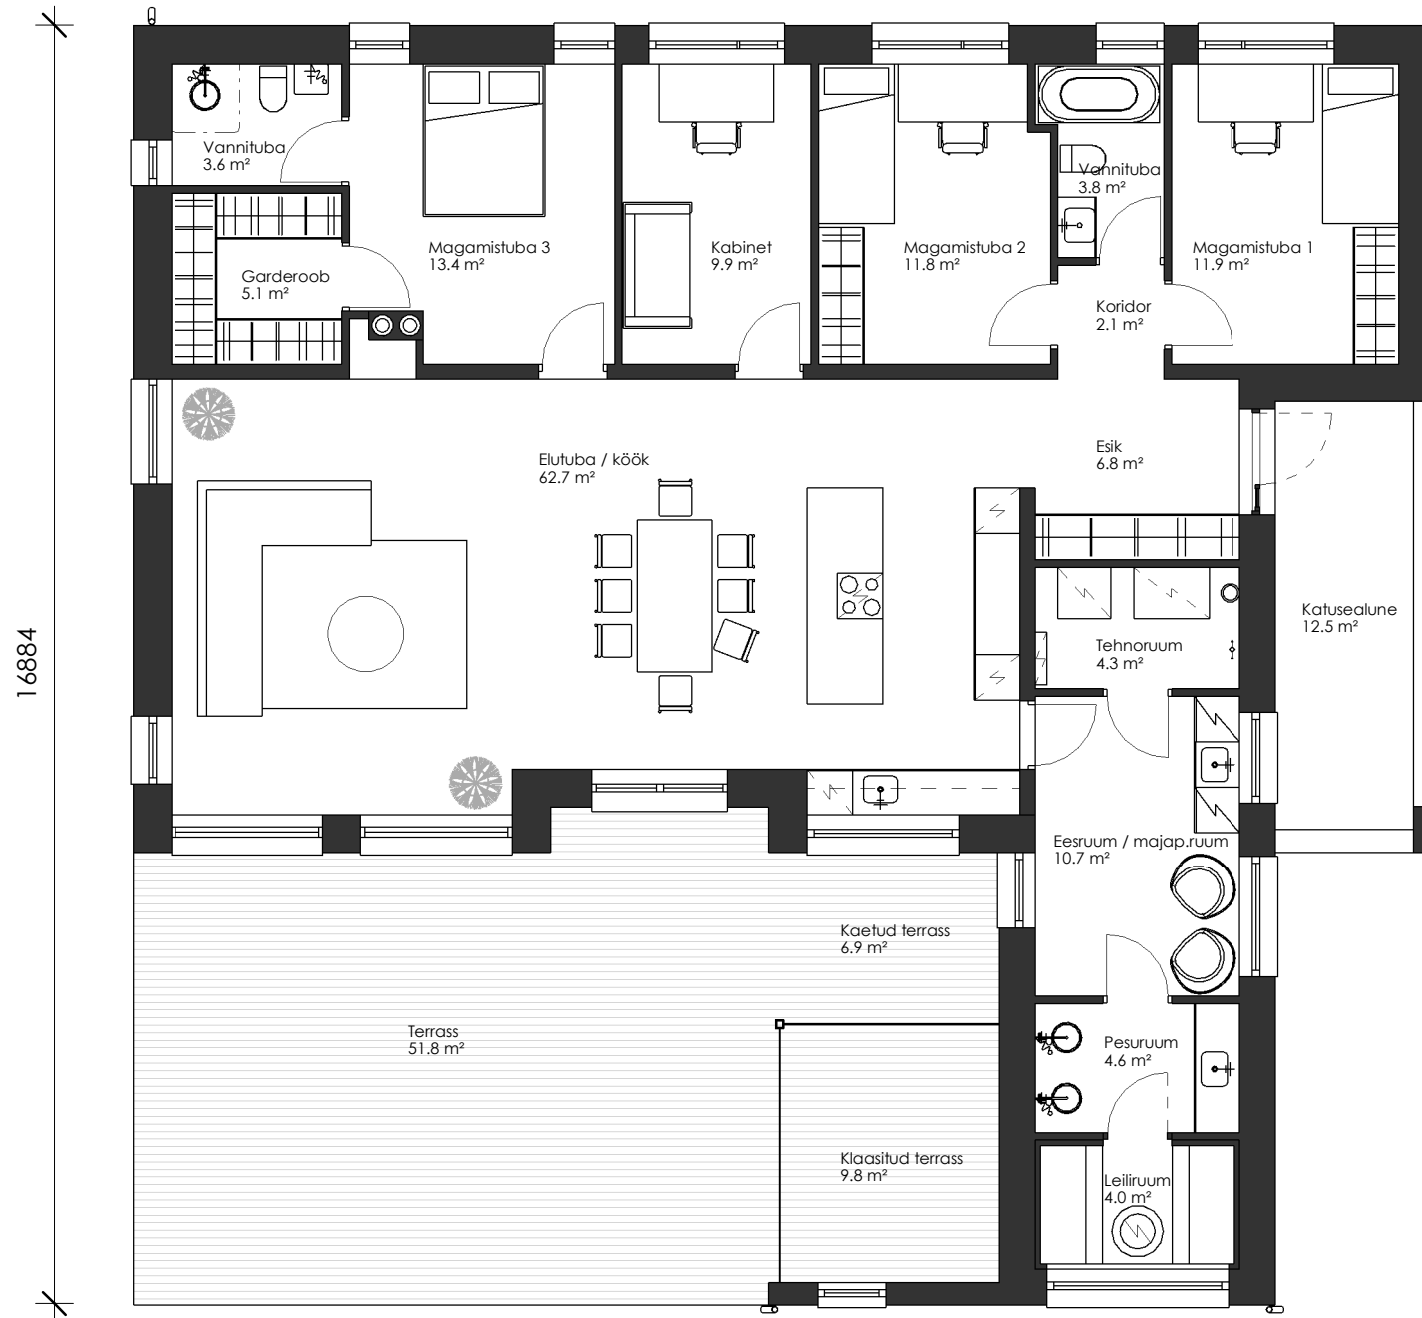 Vannituba
3.6 m²
Magamistuba 3
13.4 m²
Kabinet
9.9 m²
Magamistuba 2
11.8 m²
Vannituba
3.8 m²
Magamistuba 1
11.9 m²
Garderoob
5.1 m²
Koridor
2.1 m²
Elutuba / köök
62.7 m²
Esik
6.8 m²
16884
Tehnoruum
4.3 m²
Katusealune
12.5 m²
Eesruum / majap.ruum
10.7 m²
Kaetud terrass
6.9 m²
Terrass
51.8 m²
Pesuruum
4.6 m²
Klaasitud terrass
9.8 m²
Leiliruum
4.0 m²